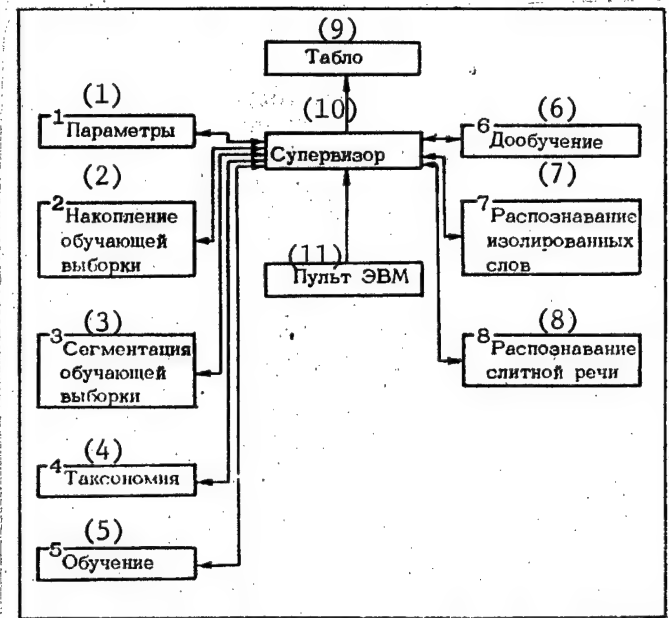 (9)
Табло
(1)
1 Параметры
(10)
Супервизор
(6)
6 Дообучение
(2)
2 Накопление
обучающей
выборки
(7)
7 Распознавание
изолированных
слов
(11)
Пульт ЭВМ
(3)
3 Сегментация
обучающей
выборки
(8)
8 Распознавание
слитной речи
(4)
4 Таксономия
(5)
5 Обучение